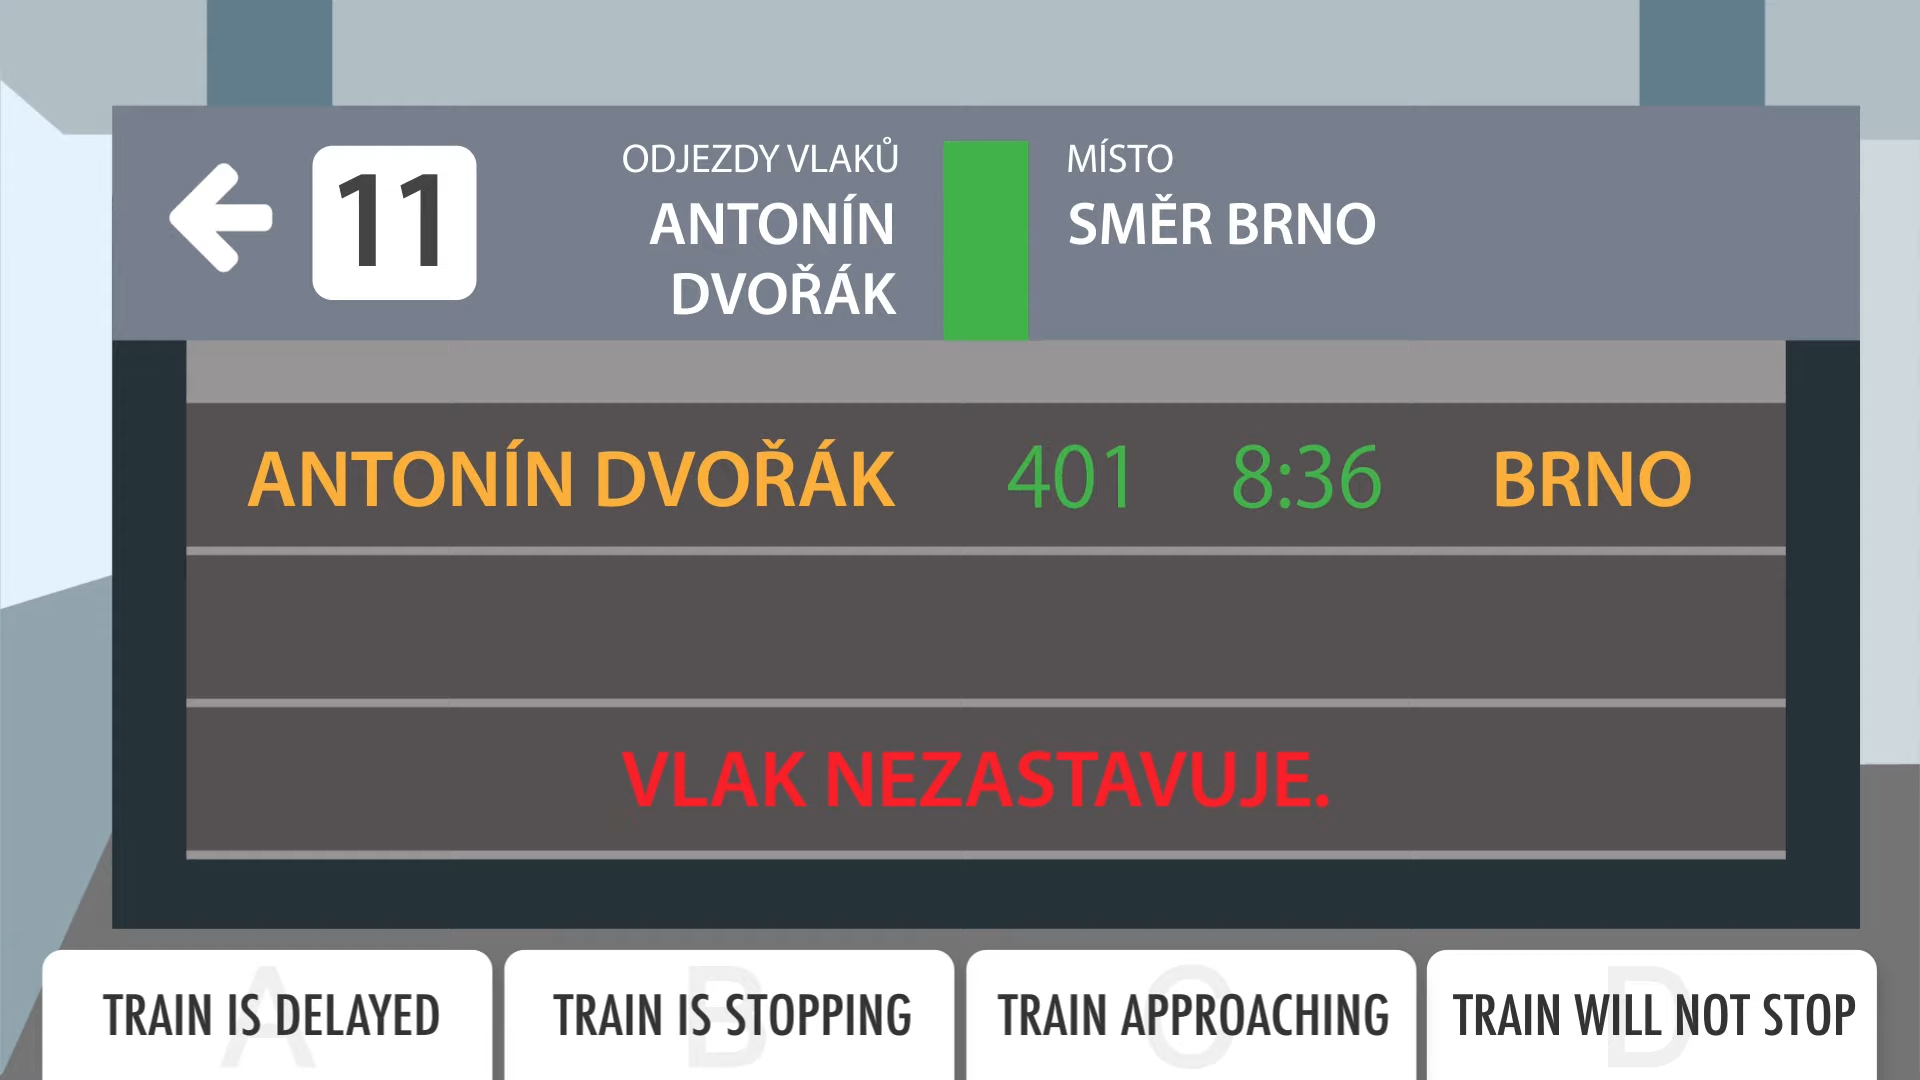 11
ODJEZDY VLAKŮ
ANTONÍN
DVOŘÁK
MÍSTO
SMĚR BRNO
ANTONÍN DVOŘÁK 401 8:36 BRNO
VLAK NEZASTAVUJE.
A
TRAIN IS DELAYED
B
TRAIN IS STOPPING
TRAIN APPROACHING
D
TRAIN WILL NOT STOP